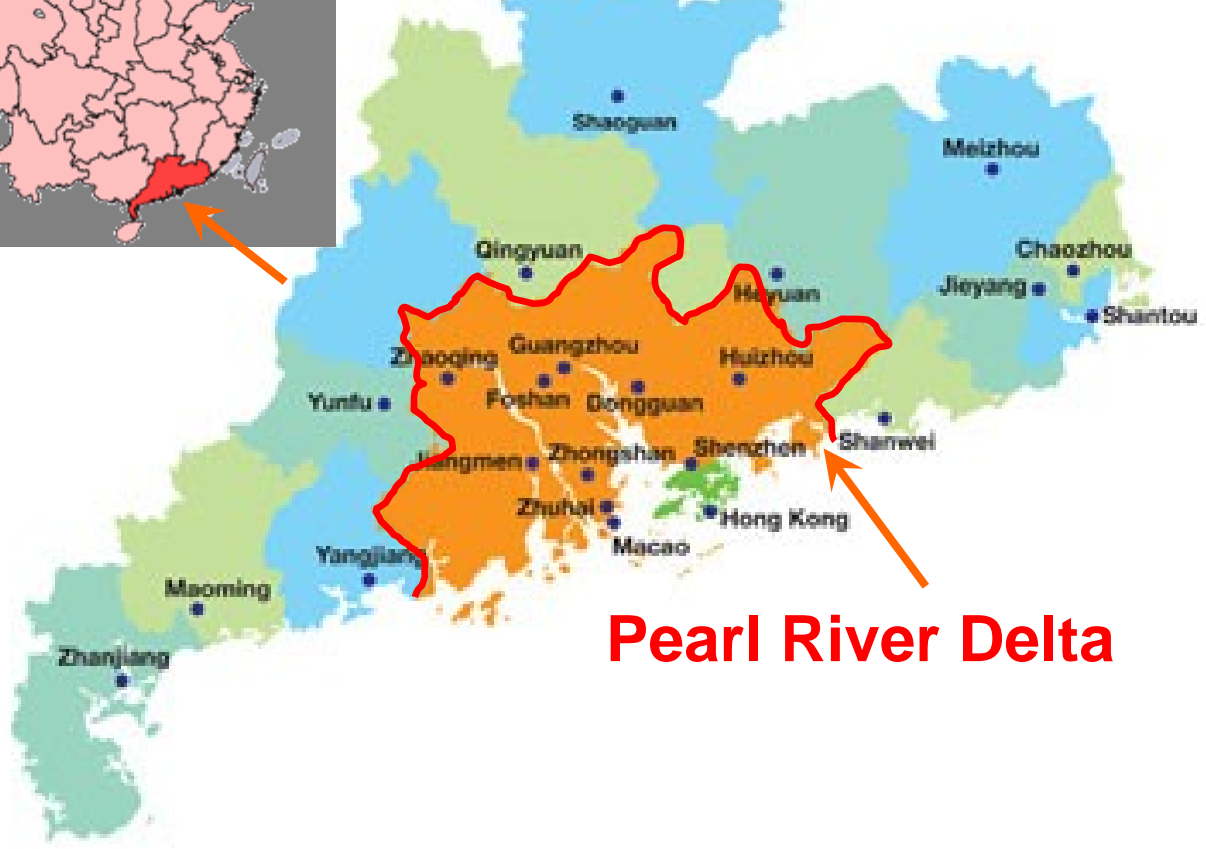 Shaoguan
Meizhou
Qingyuan
Chaozhou
Heyuan
Jieyang
Shantou
Guangzhou
Zhaoqing
Huizhou
Foshan
Dongguan
Yunfu
Shanwei
Jiangmen
Zhongshan
Shenzhen
Zhuhai
Hong Kong
Macao
Yangjiang
Maoming
Pearl River Delta
Zhanjiang